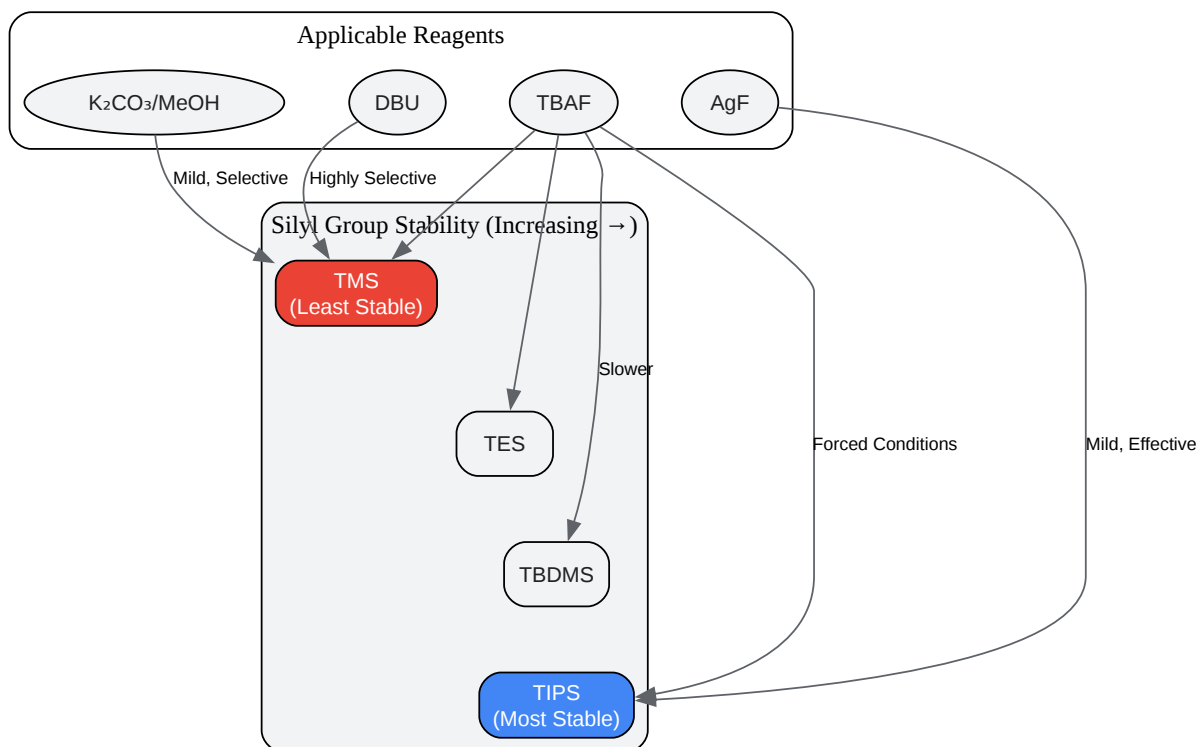 Applicable Reagents
K₂CO₃/MeOH
DBU
TBAF
AgF
Mild, Selective
Highly Selective
Silyl Group Stability (Increasing →)
TMS
(Least Stable)
Slower
TES
Forced Conditions
Mild, Effective
TBDMS
TIPS
(Most Stable)